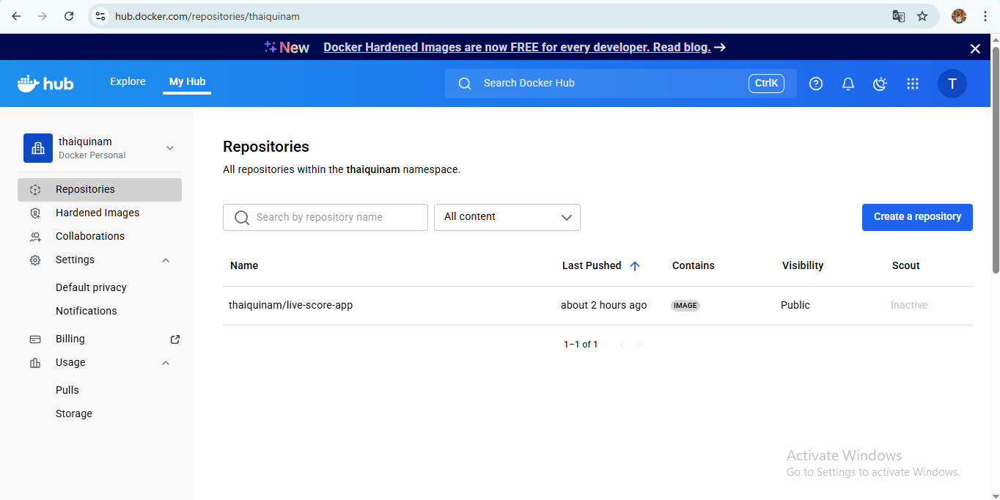 hub.docker.com/repositories/thaiquinam
New Docker Hardened Images are now FREE for every developer. Read blog. →
hub Explore My Hub Search Docker Hub CtrlK T
thaiquinam
Docker Personal
Repositories
Hardened Images
Collaborations
Settings
Default privacy
Notifications
Billing
Usage
Pulls
Storage
Repositories
All repositories within the thaiquinam namespace.
Search by repository name All content Create a repository
Name Last Pushed Contains Visibility Scout
thaiquinam/live-score-app about 2 hours ago IMAGE Public Inactive
1–1 of 1
Activate Windows
Go to Settings to activate Windows.